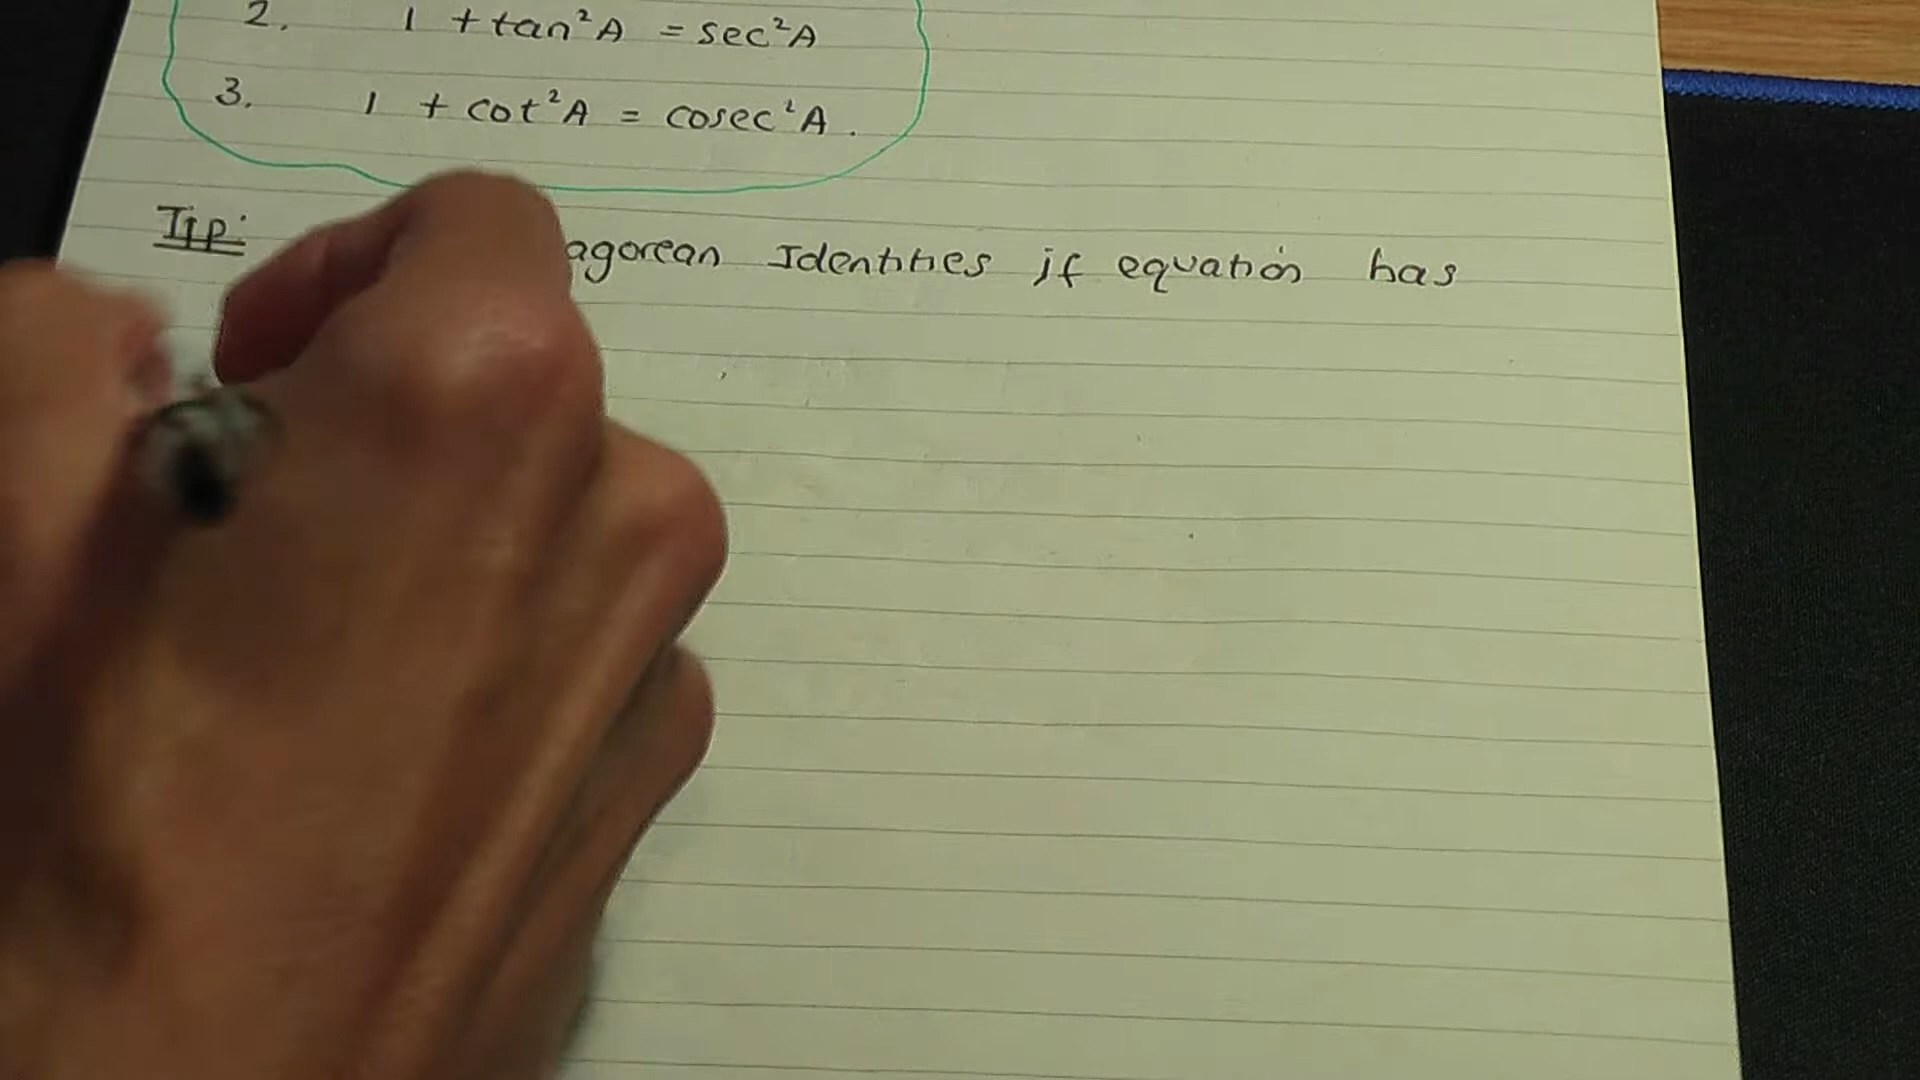 2. 1 + tan²A = sec²A
3. 1 + cot²A = cosec²A.
Tip: agorean Identities if equation has